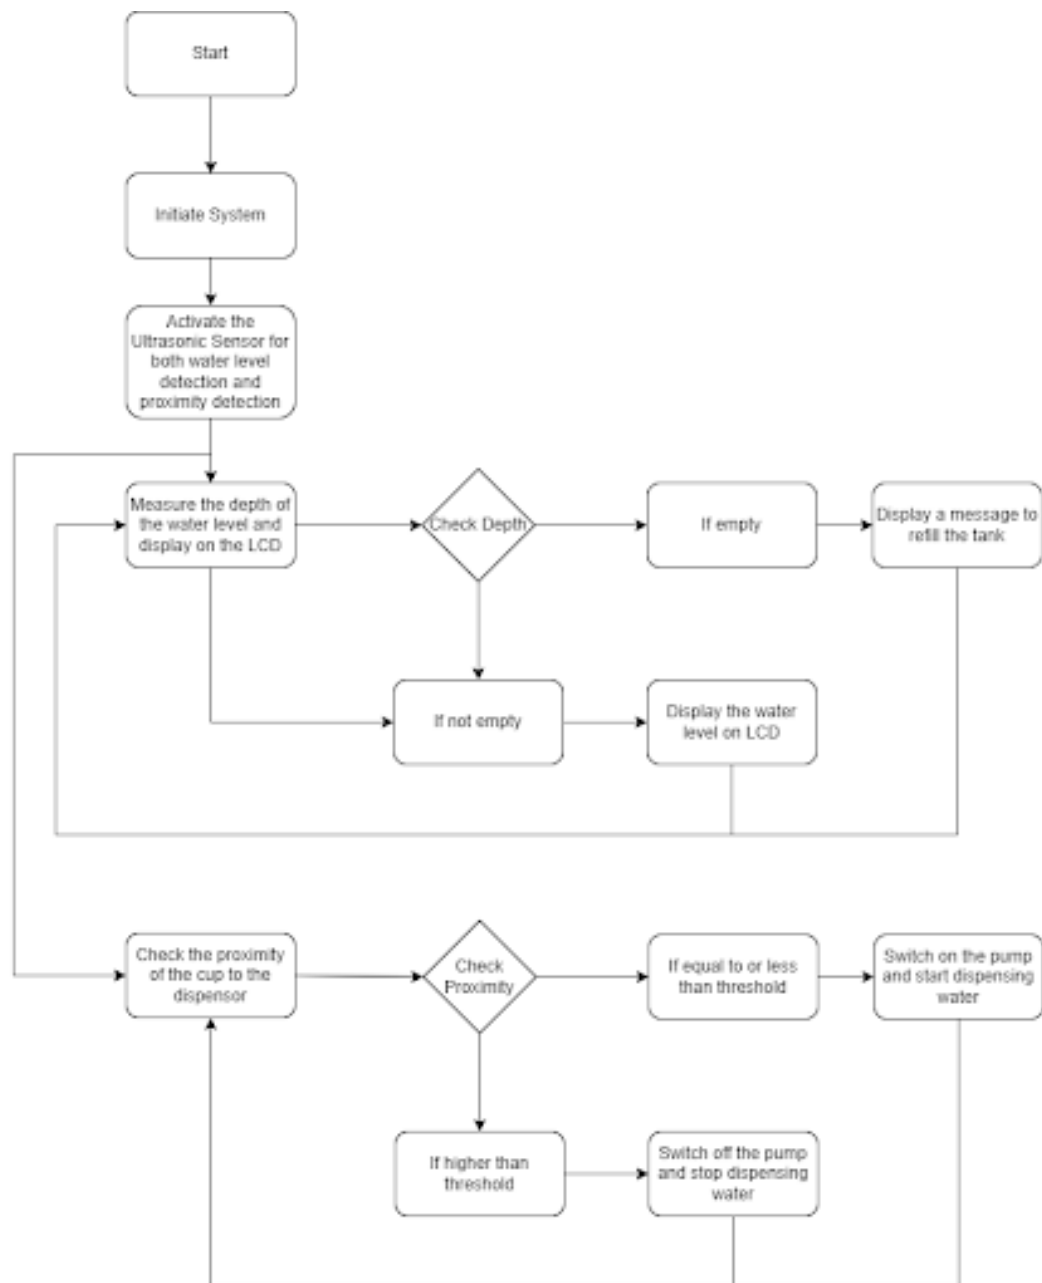 Start
Initiate System
Activate the
Ultrasonic Sensor for
both water level
detection and
proximity detection
Measure the depth of
the water level and
display on the LCD
Check Depth
If empty
Display a message to
refill the tank
If not empty
Display the water
level on LCD
Check the proximity
of the cup to the
dispensor
Check
Proximity
If equal to or less
than threshold
Switch on the pump
and start dispensing
water
If higher than
threshold
Switch off the pump
and stop dispensing
water